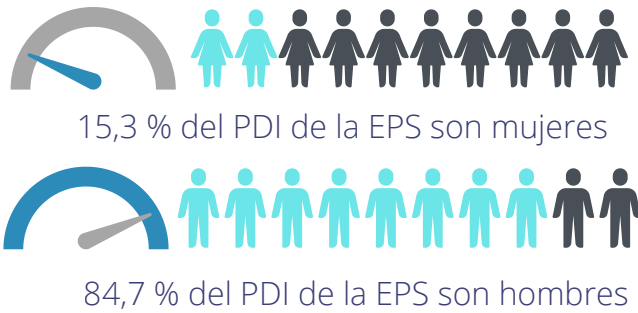 15,3 % del PDI de la EPS son mujeres
84,7 % del PDI de la EPS son hombres